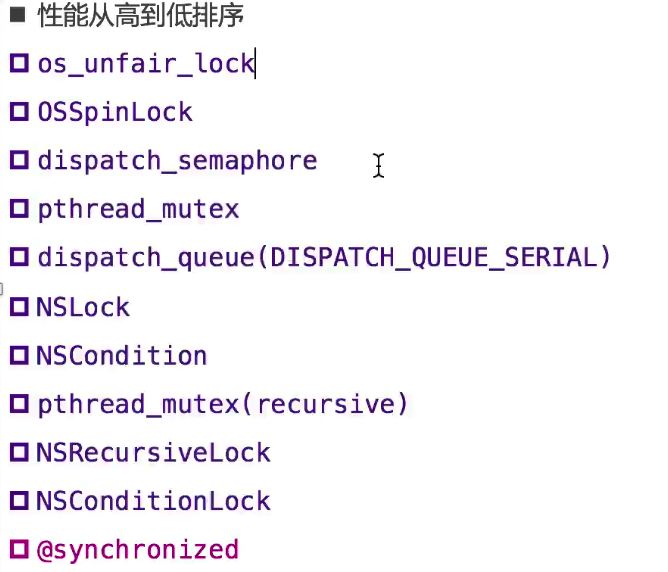 性能从高到低排序
os_unfair_lock
OSSpinLock
dispatch_semaphore
pthread_mutex
dispatch_queue(DISPATCH_QUEUE_SERIAL)
NSLock
NSCondition
pthread_mutex(recursive)
NSRecursiveLock
NSConditionLock
@synchronized